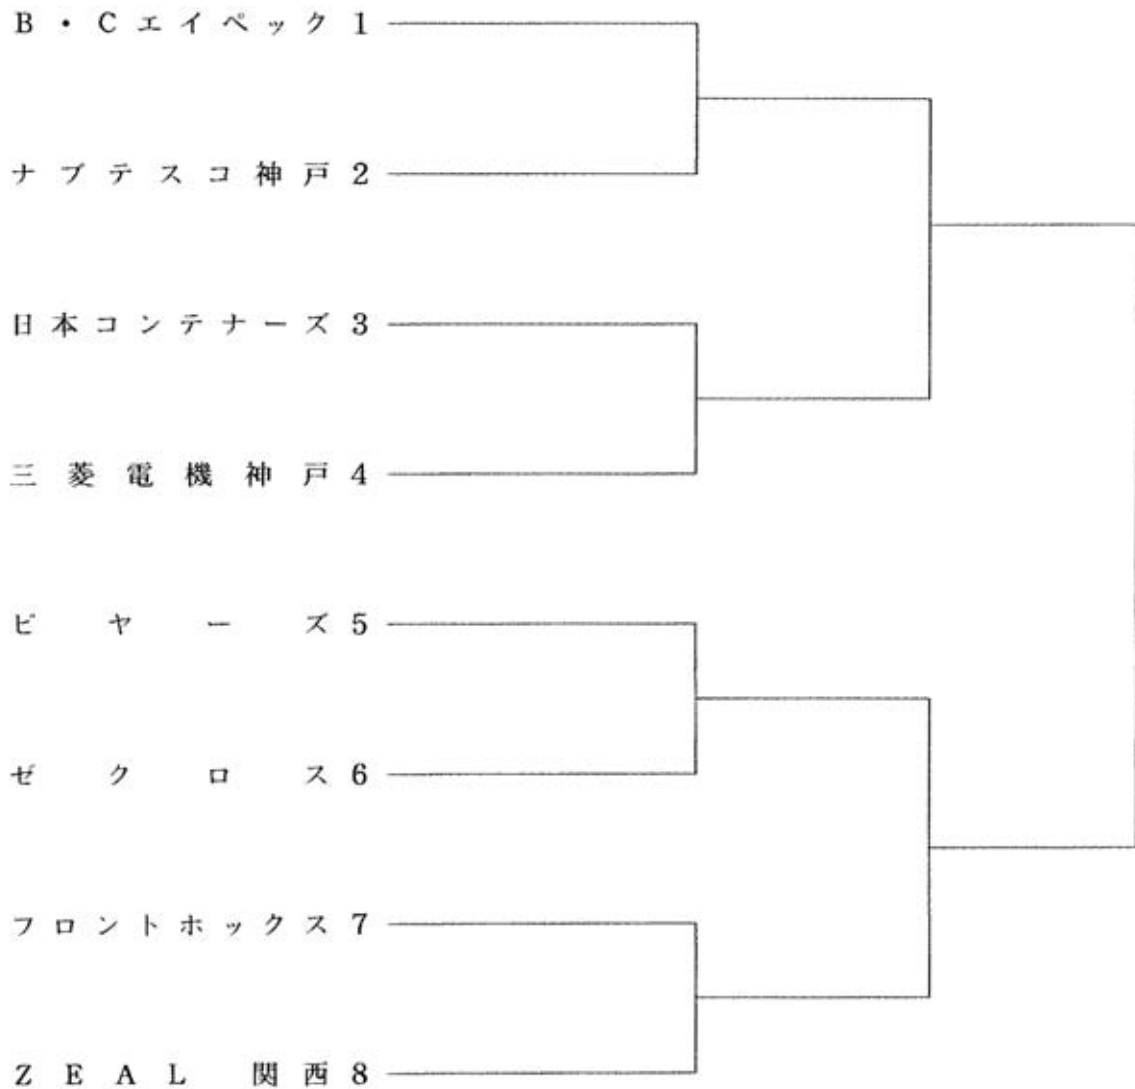 B・Cエイペック 1
ナブテスコ神戸 2
日本コンテナーズ 3
三菱電機神戸 4
ビヤーズ 5
ゼクロス 6
フロントホックス 7
ZEAL 関西 8